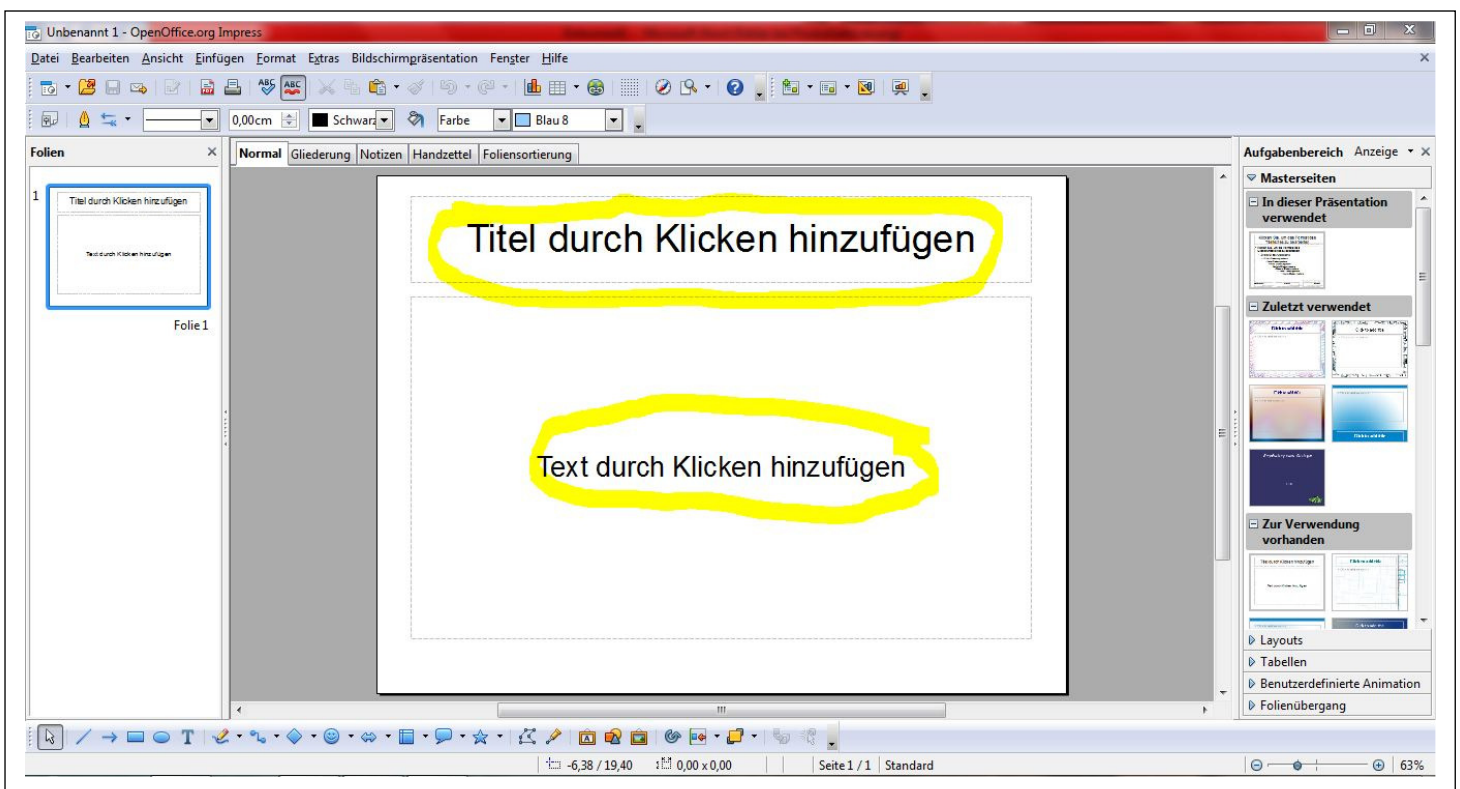 Unbenannt 1 - OpenOffice.org Impress
Datei Bearbeiten Ansicht Einfügen Format Extras Bildschirmpräsentation Fenster Hilfe
0,00cm Schwarz Farbe Blau 8
Folien
Normal Gliederung Notizen Handzettel Foliensortierung
Aufgabenbereich Anzeige
1
Titel durch Klicken hinzufügen
Text durch Klicken hinzufügen
Folie 1
Titel durch Klicken hinzufügen
Text durch Klicken hinzufügen
Masterseiten
In dieser Präsentation
verwendet
Zuletzt verwendet
Zur Verwendung
vorhanden
Layouts
Tabellen
Benutzerdefinierte Animation
Folienübergang
-6,38 / 19,40 0,00 x 0,00 Seite 1 / 1 Standard 63%